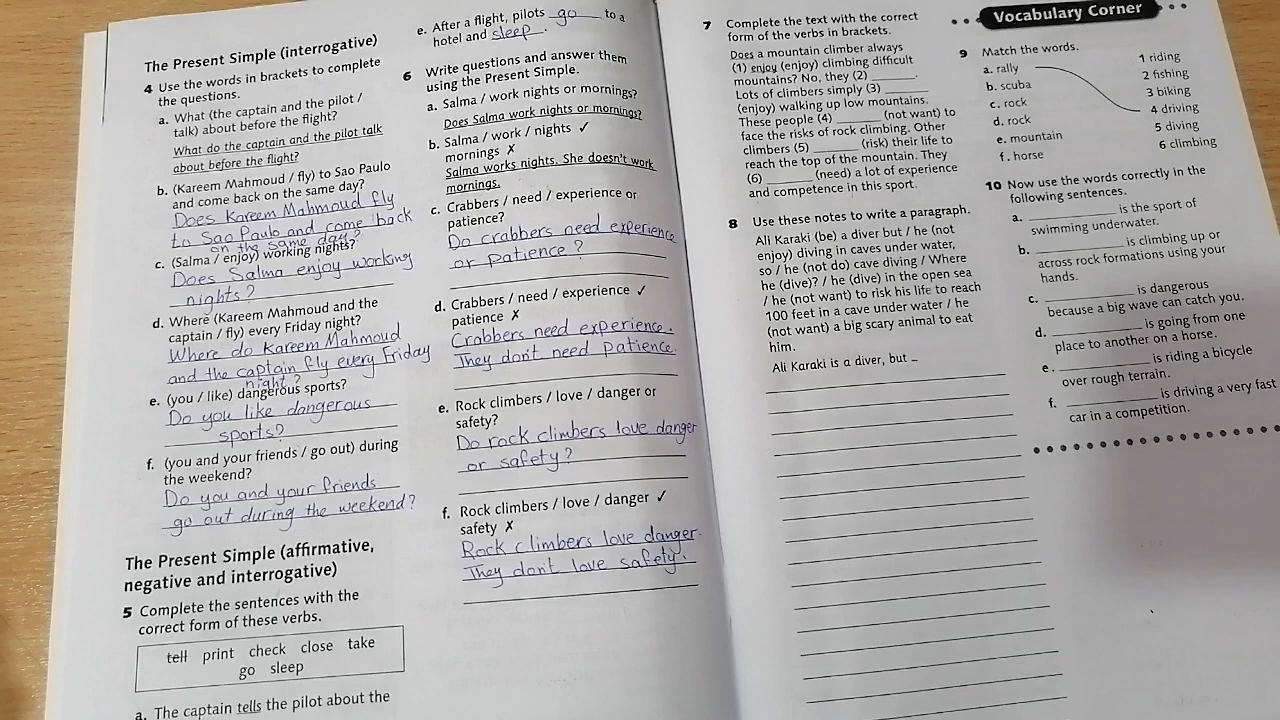 The Present Simple (interrogative)
4 Use the words in brackets to complete
the questions.
a. What (the captain and the pilot /
talk) about before the flight?
What do the captain and the pilot talk
about before the flight?
b. (Kareem Mahmoud / fly) to Sao Paulo
and come back on the same day?
Does Kareem Mahmoud fly
to Sao Paulo and come back
on the same day?
c. (Salma / enjoy) working nights?
Does Salma enjoy working
nights?
d. Where (Kareem Mahmoud and the
captain / fly) every Friday night?
Where do Kareem Mahmoud
and the captain fly every Friday
night?
e. (you / like) dangerous sports?
Do you like dangerous
sports?
f. (you and your friends / go out) during
the weekend?
Do you and your friends
go out during the weekend?
The Present Simple (affirmative,
negative and interrogative)
5 Complete the sentences with the
correct form of these verbs.
tell print check close take
go sleep
a. The captain tells the pilot about the
e. After a flight, pilots go to a
hotel and sleep.
6 Write questions and answer them
using the Present Simple.
a. Salma / work nights or mornings?
Does Salma work nights or mornings?
b. Salma / work / nights ✓
mornings ✗
Salma works nights. She doesn't work
mornings.
c. Crabbers / need / experience or
patience?
Do crabbers need experience
or patience?
d. Crabbers / need / experience ✓
patience ✗
Crabbers need experience.
They don't need patience.
e. Rock climbers / love / danger or
safety?
Do rock climbers love danger
or safety?
f. Rock climbers / love / danger ✓
safety ✗
Rock climbers love danger.
They don't love safety.
7 Complete the text with the correct
form of the verbs in brackets.
Does a mountain climber always
(1) enjoy (enjoy) climbing difficult
mountains? No, they (2) ______.
Lots of climbers simply (3) ______
(enjoy) walking up low mountains.
These people (4) ______ (not want) to
face the risks of rock climbing. Other
climbers (5) ______ (risk) their life to
reach the top of the mountain. They
(6) ______ (need) a lot of experience
and competence in this sport.
8 Use these notes to write a paragraph.
Ali Karaki (be) a diver but / he (not
enjoy) diving in caves under water,
so / he (not do) cave diving / Where
he (dive)? / he (dive) in the open sea
/ he (not want) to risk his life to reach
100 feet in a cave under water / he
(not want) a big scary animal to eat
him.
Ali Karaki is a diver, but –
Vocabulary Corner
9 Match the words.
a. rally 1 riding
b. scuba 2 fishing
c. rock 3 biking
d. rock 4 driving
e. mountain 5 diving
f. horse 6 climbing
10 Now use the words correctly in the
following sentences.
a. ______ is the sport of
swimming underwater.
b. ______ is climbing up or
across rock formations using your
hands.
c. ______ is dangerous
because a big wave can catch you.
d. ______ is going from one
place to another on a horse.
e. ______ is riding a bicycle
over rough terrain.
f. ______ is driving a very fast
car in a competition.